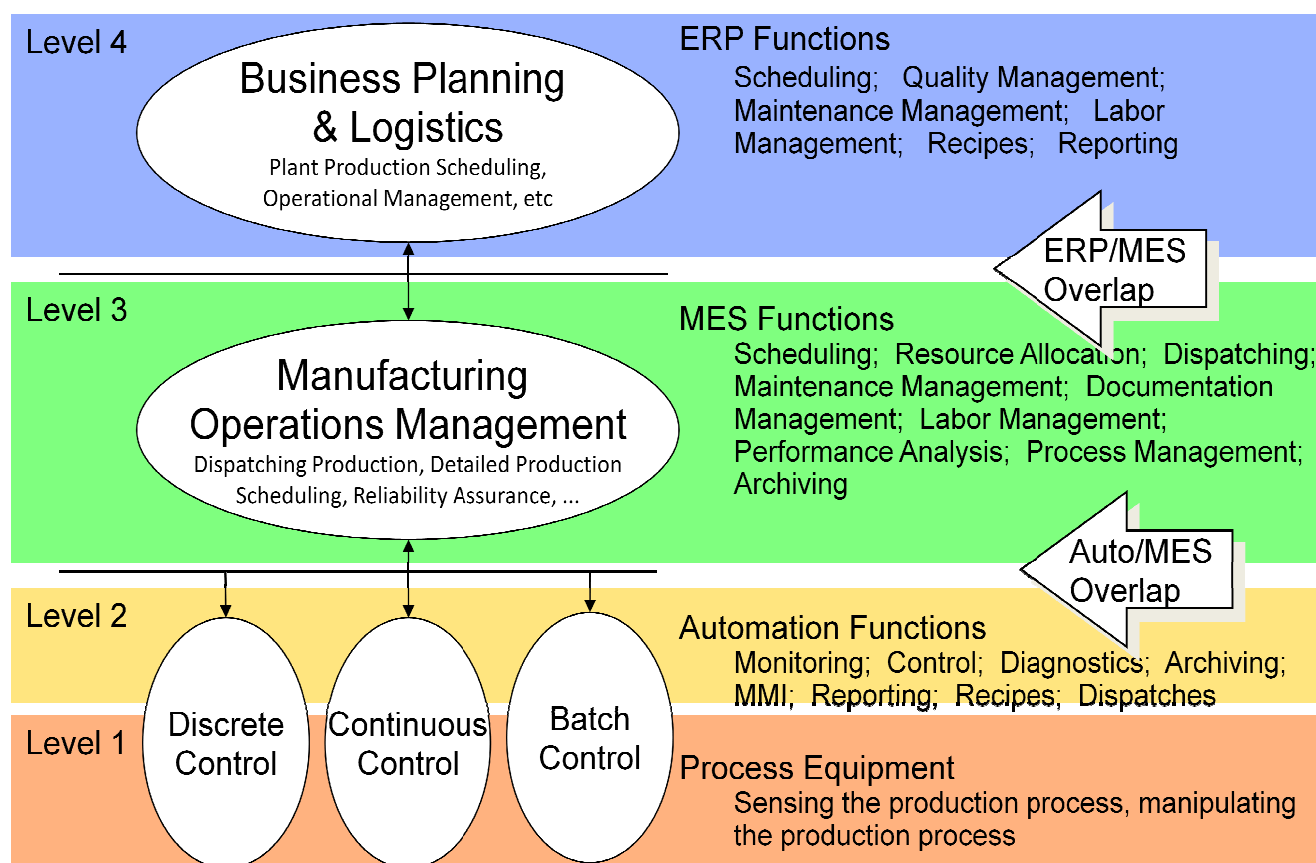 Level 4
Business Planning
& Logistics
Plant Production Scheduling,
Operational Management, etc
ERP Functions
Scheduling; Quality Management;
Maintenance Management; Labor
Management; Recipes; Reporting
ERP/MES
Overlap
Level 3
Manufacturing
Operations Management
Dispatching Production, Detailed Production
Scheduling, Reliability Assurance, ...
MES Functions
Scheduling; Resource Allocation; Dispatching;
Maintenance Management; Documentation
Management; Labor Management;
Performance Analysis; Process Management;
Archiving
Auto/MES
Overlap
Level 2
Automation Functions
Monitoring; Control; Diagnostics; Archiving;
MMI; Reporting; Recipes; Dispatches
Level 1
Discrete
Control
Continuous
Control
Batch
Control
Process Equipment
Sensing the production process, manipulating
the production process